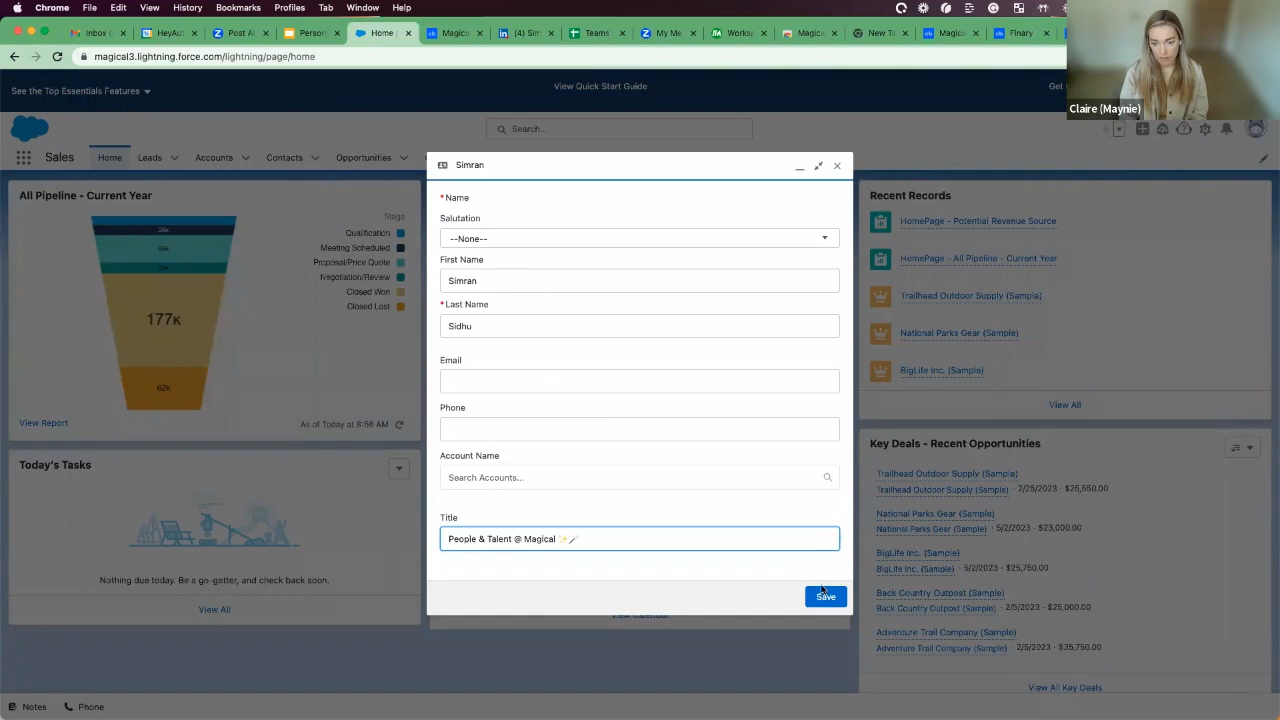 Chrome File Edit View History Bookmarks Profiles Tab Window Help
Inbox ( HeyAut Post A Person Home | Magica (4) Sim Teams My Me Worksp Magica New Ta Magica Finary
magical3.lightning.force.com/lightning/page/home
Claire (Maynie)
See the Top Essentials Features
View Quick Start Guide
Get
Search...
Sales Home Leads Accounts Contacts Opportunities
All Pipeline - Current Year
Stage
Qualification
Meeting Scheduled
Proposal/Price Quote
Negotiation/Review
Closed Won
Closed Lost
177K
62K
View Report
As of Today at 8:56 AM
Today's Tasks
Nothing due today. Be a go-getter, and check back soon.
View All
Simran
* Name
Salutation
--None--
First Name
Simran
* Last Name
Sidhu
Email
Phone
Account Name
Search Accounts...
Title
People & Talent @ Magical ✨🪄
Save
View Calendar
Recent Records
HomePage - Potential Revenue Source
HomePage - All Pipeline - Current Year
Trailhead Outdoor Supply (Sample)
National Parks Gear (Sample)
BigLife Inc. (Sample)
View All
Key Deals - Recent Opportunities
Trailhead Outdoor Supply (Sample)
Trailhead Outdoor Supply (Sample) · 2/25/2023 · $25,550.00
National Parks Gear (Sample)
National Parks Gear (Sample) · 5/2/2023 · $23,000.00
BigLife Inc. (Sample)
BigLife Inc. (Sample) · 5/2/2023 · $25,750.00
Back Country Outpost (Sample)
Back Country Outpost (Sample) · 2/5/2023 · $25,000.00
Adventure Trail Company (Sample)
Adventure Trail Company (Sample) · 2/5/2023 · $35,750.00
View All Key Deals
Notes Phone